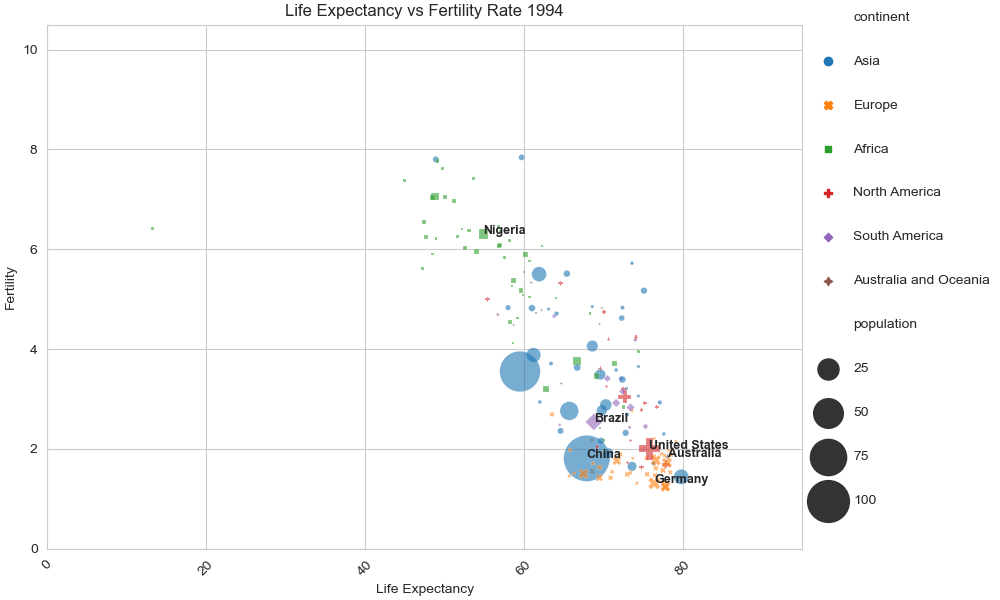 Life Expectancy vs Fertility Rate 1994
continent
Asia
Europe
Africa
North America
South America
Australia and Oceania
population
25
50
75
100
Fertility
10
8
6
4
2
0
Nigeria
Brazil
United States
China
Australia
Germany
0
20
40
60
80
Life Expectancy